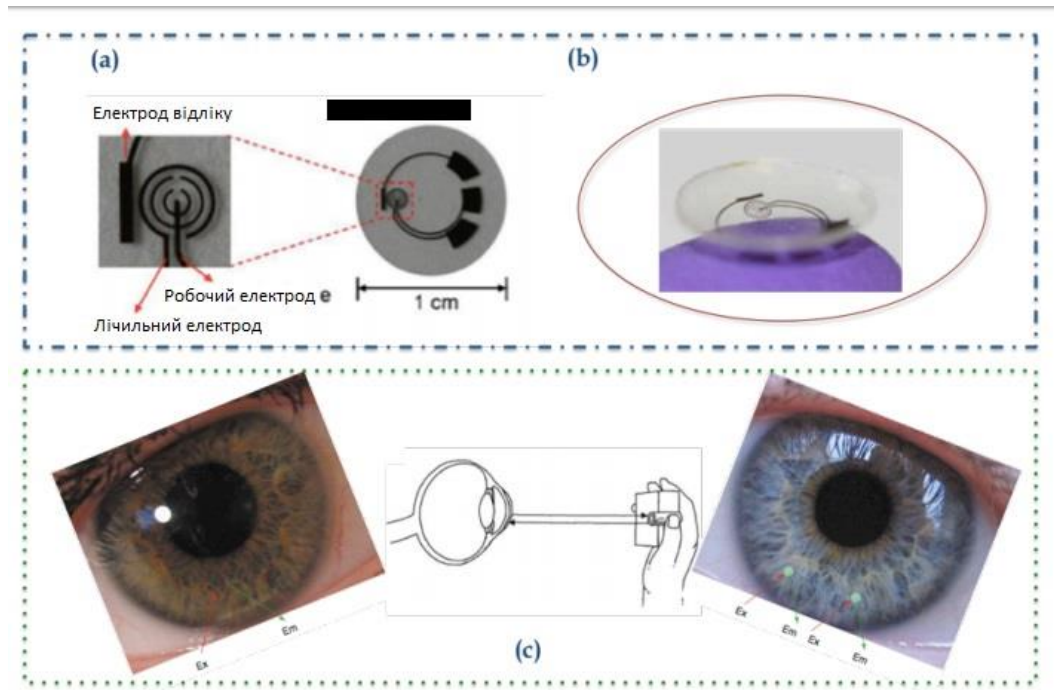 (a)
(b)
Електрод відліку
Робочий електрод e
1 cm
Лічильний електрод
Ex
Em
Ex
Em
Ex
Em
(c)